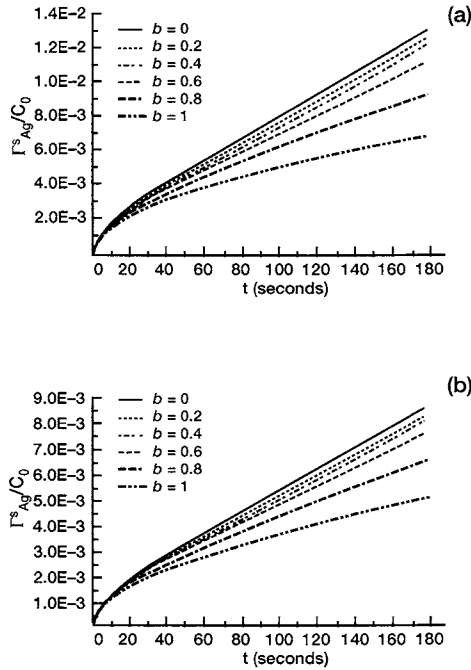 (a)
1.4E–2
1.2E–2
1.0E–2
8.0E–3
6.0E–3
4.0E–3
2.0E–3
Γˢ_Ag/C₀
b = 0
b = 0.2
b = 0.4
b = 0.6
b = 0.8
b = 1
0 20 40 60 80 100 120 140 160 180
t (seconds)
(b)
9.0E–3
8.0E–3
7.0E–3
6.0E–3
5.0E–3
4.0E–3
3.0E–3
2.0E–3
1.0E–3
Γˢ_Ag/C₀
b = 0
b = 0.2
b = 0.4
b = 0.6
b = 0.8
b = 1
0 20 40 60 80 100 120 140 160 180
t (seconds)